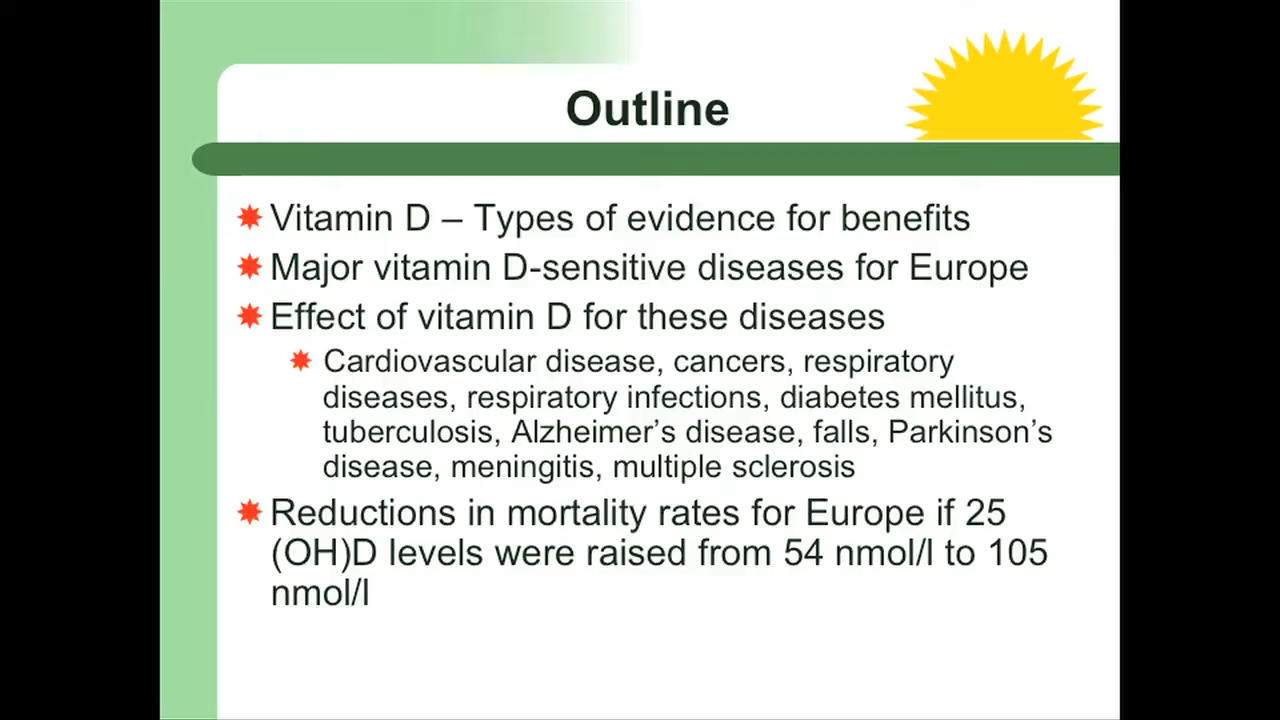 Outline
Vitamin D – Types of evidence for benefits
Major vitamin D-sensitive diseases for Europe
Effect of vitamin D for these diseases
Cardiovascular disease, cancers, respiratory
diseases, respiratory infections, diabetes mellitus,
tuberculosis, Alzheimer’s disease, falls, Parkinson’s
disease, meningitis, multiple sclerosis
Reductions in mortality rates for Europe if 25
(OH)D levels were raised from 54 nmol/l to 105
nmol/l